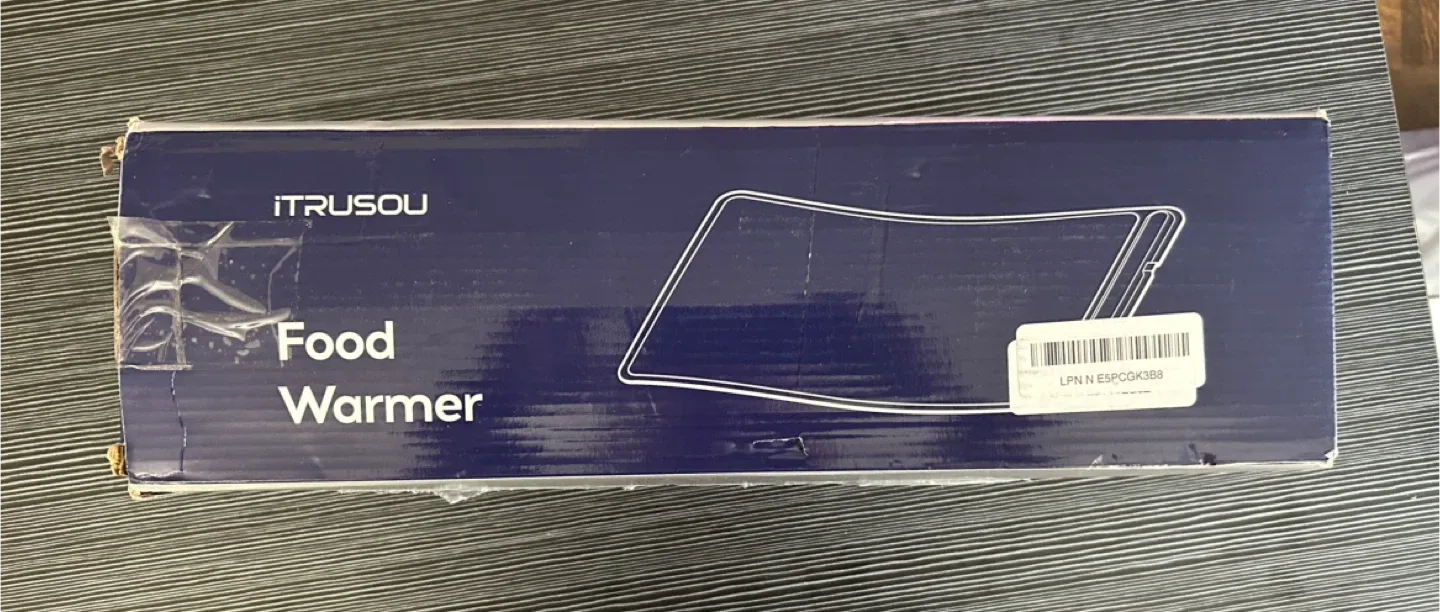 iTRUSOU
Food
Warmer
LPN N E5PCGK3B8